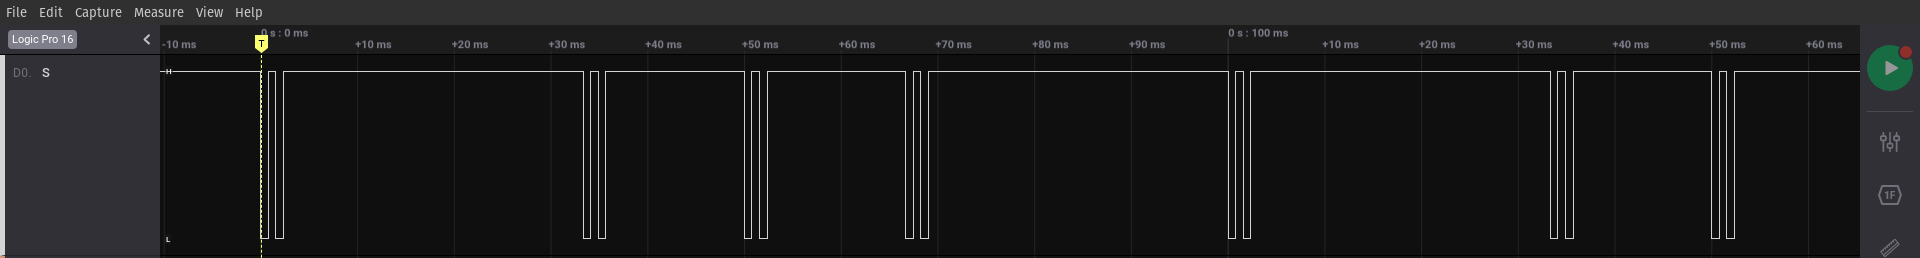 File Edit Capture Measure View Help
Logic Pro 16
0 s : 0 ms 0 s : 100 ms
-10 ms T +10 ms +20 ms +30 ms +40 ms +50 ms +60 ms +70 ms +80 ms +90 ms +10 ms +20 ms +30 ms +40 ms +50 ms +60 ms
D0. S H
1F
L